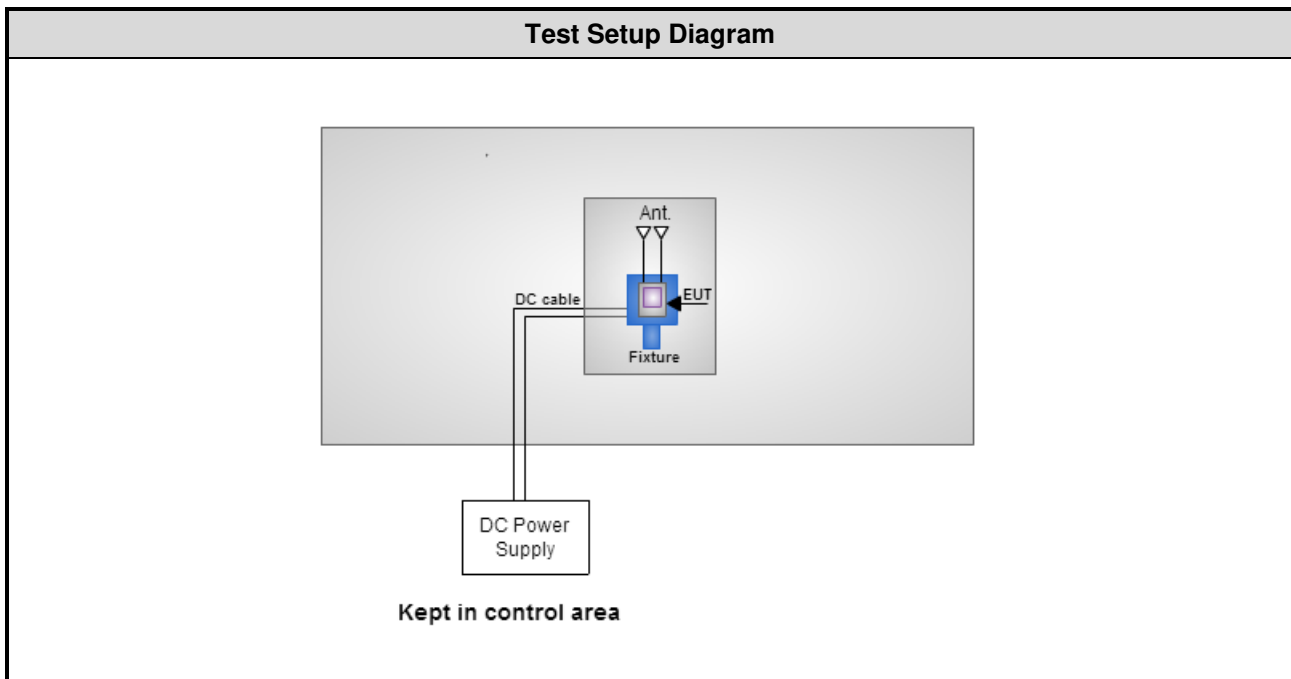 Test Setup Diagram
Ant.
DC cable
EUT
Fixture
DC Power
Supply
Kept in control area